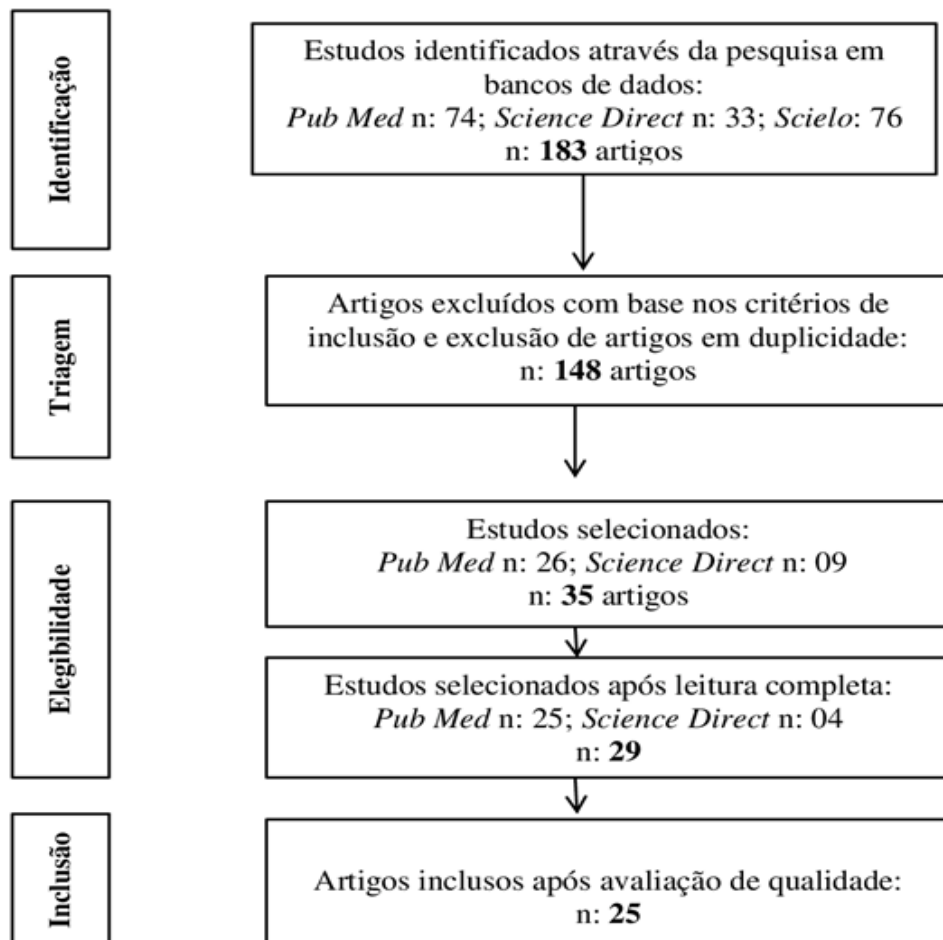 Identificação
Estudos identificados através da pesquisa em
bancos de dados:
Pub Med n: 74; Science Direct n: 33; Scielo: 76
n: 183 artigos
Triagem
Artigos excluídos com base nos critérios de
inclusão e exclusão de artigos em duplicidade:
n: 148 artigos
Elegibilidade
Estudos selecionados:
Pub Med n: 26; Science Direct n: 09
n: 35 artigos
Estudos selecionados após leitura completa:
Pub Med n: 25; Science Direct n: 04
n: 29
Inclusão
Artigos inclusos após avaliação de qualidade:
n: 25